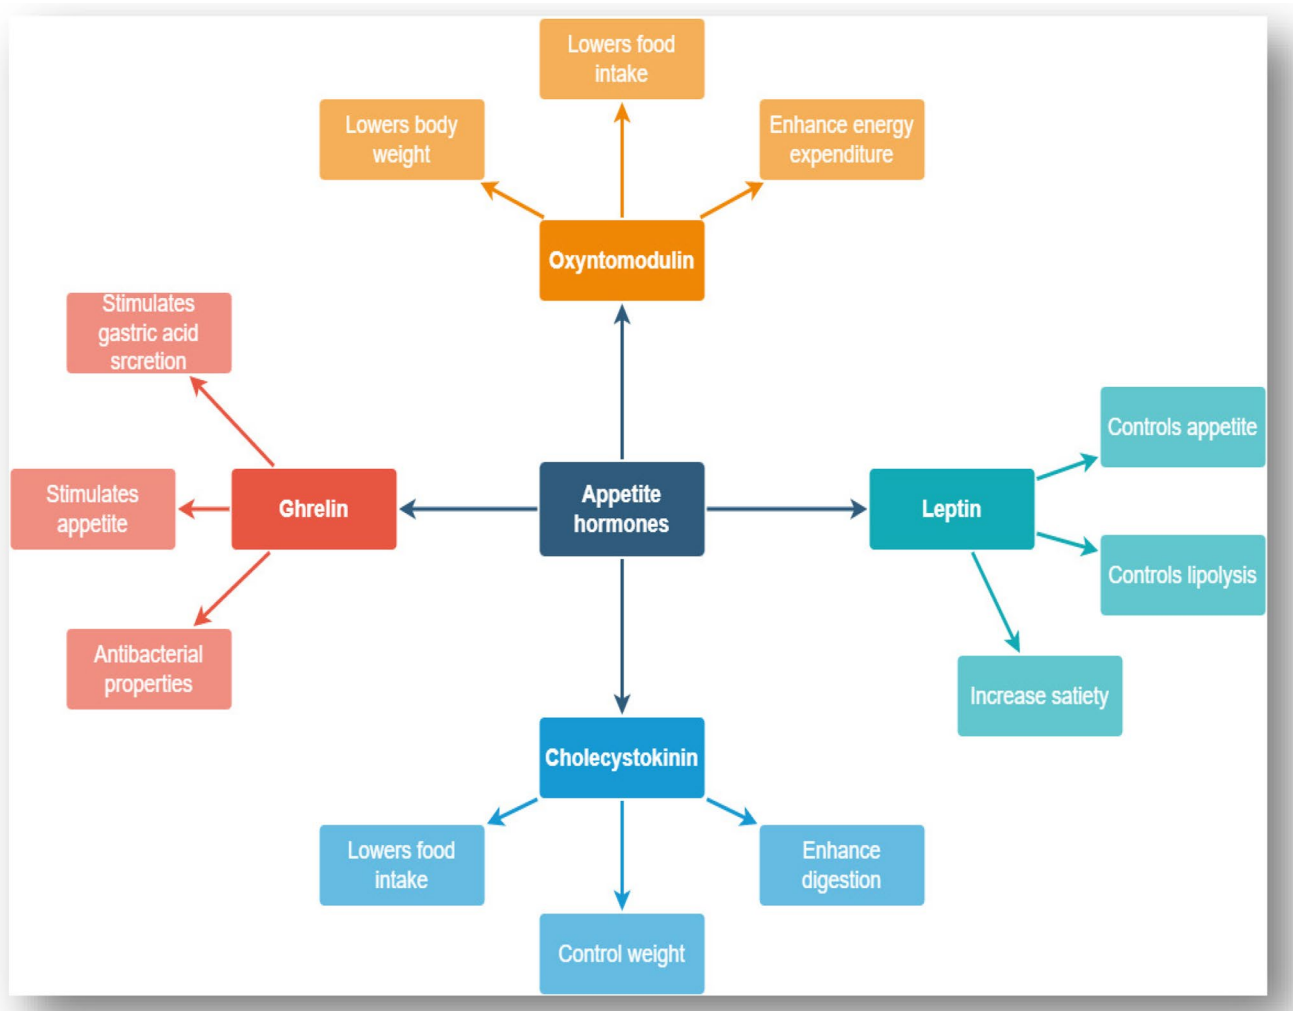 Lowers food
intake
Lowers body
weight
Enhance energy
expenditure
Oxyntomodulin
Stimulates
gastric acid
srcretion
Controls appetite
Stimulates
appetite
Ghrelin
Appetite
hormones
Leptin
Controls lipolysis
Antibacterial
properties
Increase satiety
Cholecystokinin
Lowers food
intake
Enhance
digestion
Control weight